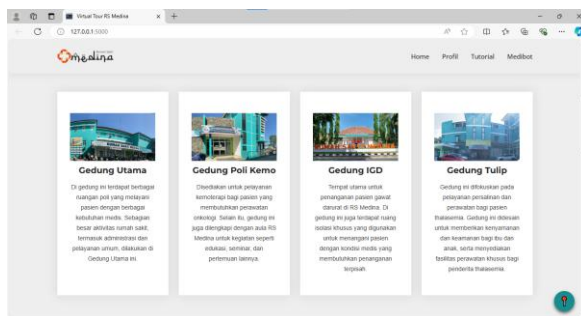 Virtual Tour RS Medina
127.0.0.1:5000
medina
Home Profil Tutorial Medibot
Gedung Utama
Di gedung ini terdapat berbagai
ruangan poli yang melayani
pasien dengan berbagai
kebutuhan medis. Sebagian
besar aktivitas rumah sakit,
termasuk administrasi dan
pelayanan umum, dilakukan di
Gedung Utama ini.
Gedung Poli Kemo
Disediakan untuk pelayanan
kemoterapi bagi pasien yang
membutuhkan perawatan
onkologi. Selain itu, gedung ini
juga dilengkapi dengan aula RS
Medina untuk kegiatan seperti
edukasi, seminar, dan
pertemuan lainnya.
Gedung IGD
Tempat utama untuk
penanganan pasien gawat
darurat di RS Medina. Di
gedung ini juga terdapat ruang
isolasi khusus yang digunakan
untuk menangani pasien
dengan kondisi medis yang
membutuhkan penanganan
terpisah.
Gedung Tulip
Gedung ini difokuskan pada
pelayanan persalinan dan
perawatan bagi pasien
thalasemia. Gedung ini didesain
untuk memberikan kenyamanan
dan keamanan bagi ibu dan
anak, serta menyediakan
fasilitas perawatan khusus bagi
penderita thalasemia.